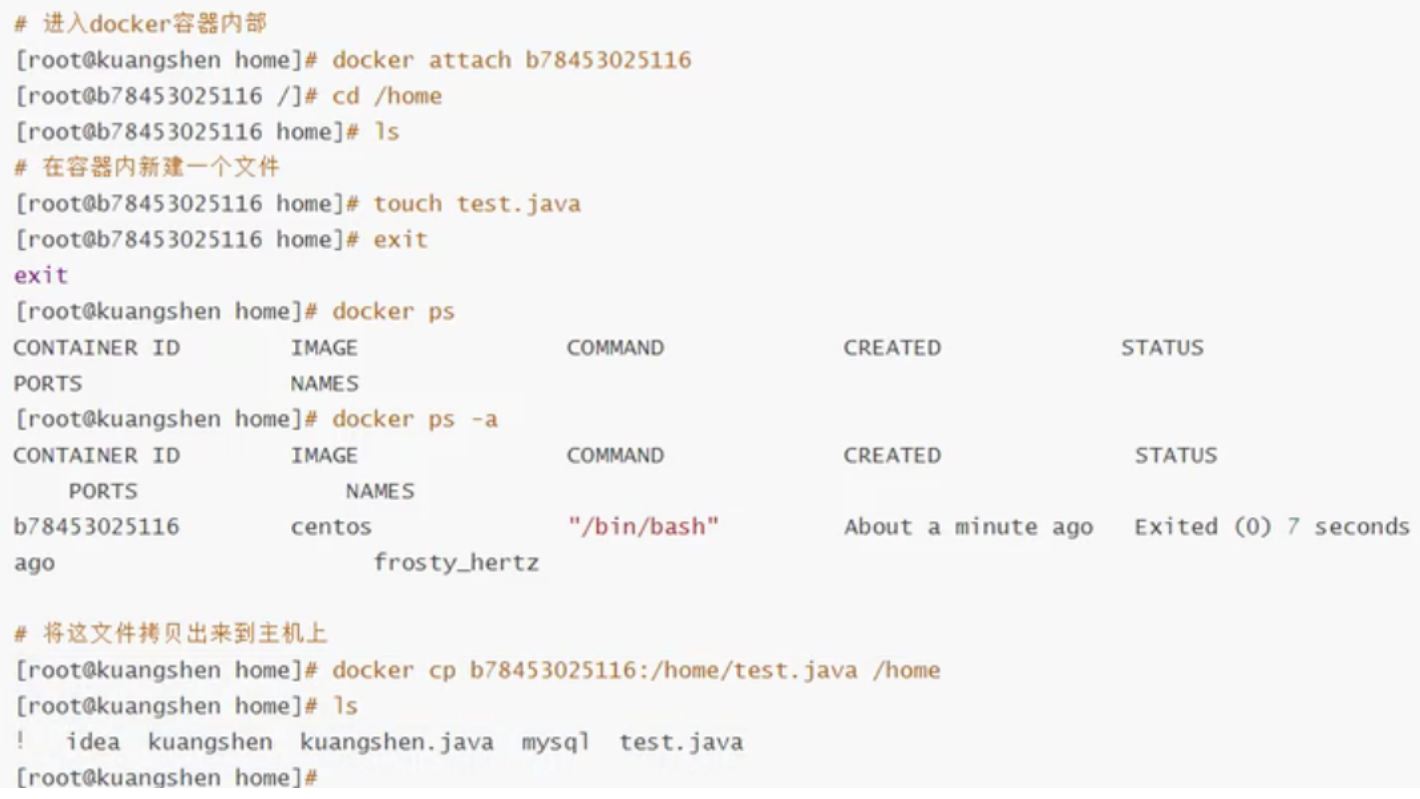 # 进入docker容器内部
[root@kuangshen home]# docker attach b78453025116
[root@b78453025116 /]# cd /home
[root@b78453025116 home]# ls
# 在容器内新建一个文件
[root@b78453025116 home]# touch test.java
[root@b78453025116 home]# exit
exit
[root@kuangshen home]# docker ps
CONTAINER ID        IMAGE               COMMAND             CREATED             STATUS
PORTS               NAMES
[root@kuangshen home]# docker ps -a
CONTAINER ID        IMAGE               COMMAND             CREATED              STATUS
    PORTS               NAMES
b78453025116        centos              "/bin/bash"         About a minute ago   Exited (0) 7 seconds
ago                       frosty_hertz
# 将这文件拷贝出来到主机上
[root@kuangshen home]# docker cp b78453025116:/home/test.java /home
[root@kuangshen home]# ls
!   idea  kuangshen  kuangshen.java  mysql  test.java
[root@kuangshen home]#